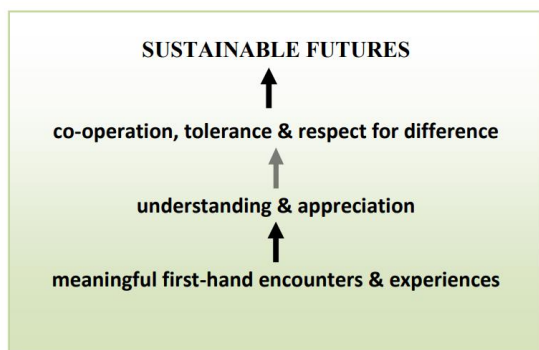 SUSTAINABLE FUTURES
co-operation, tolerance & respect for difference
understanding & appreciation
meaningful first-hand encounters & experiences